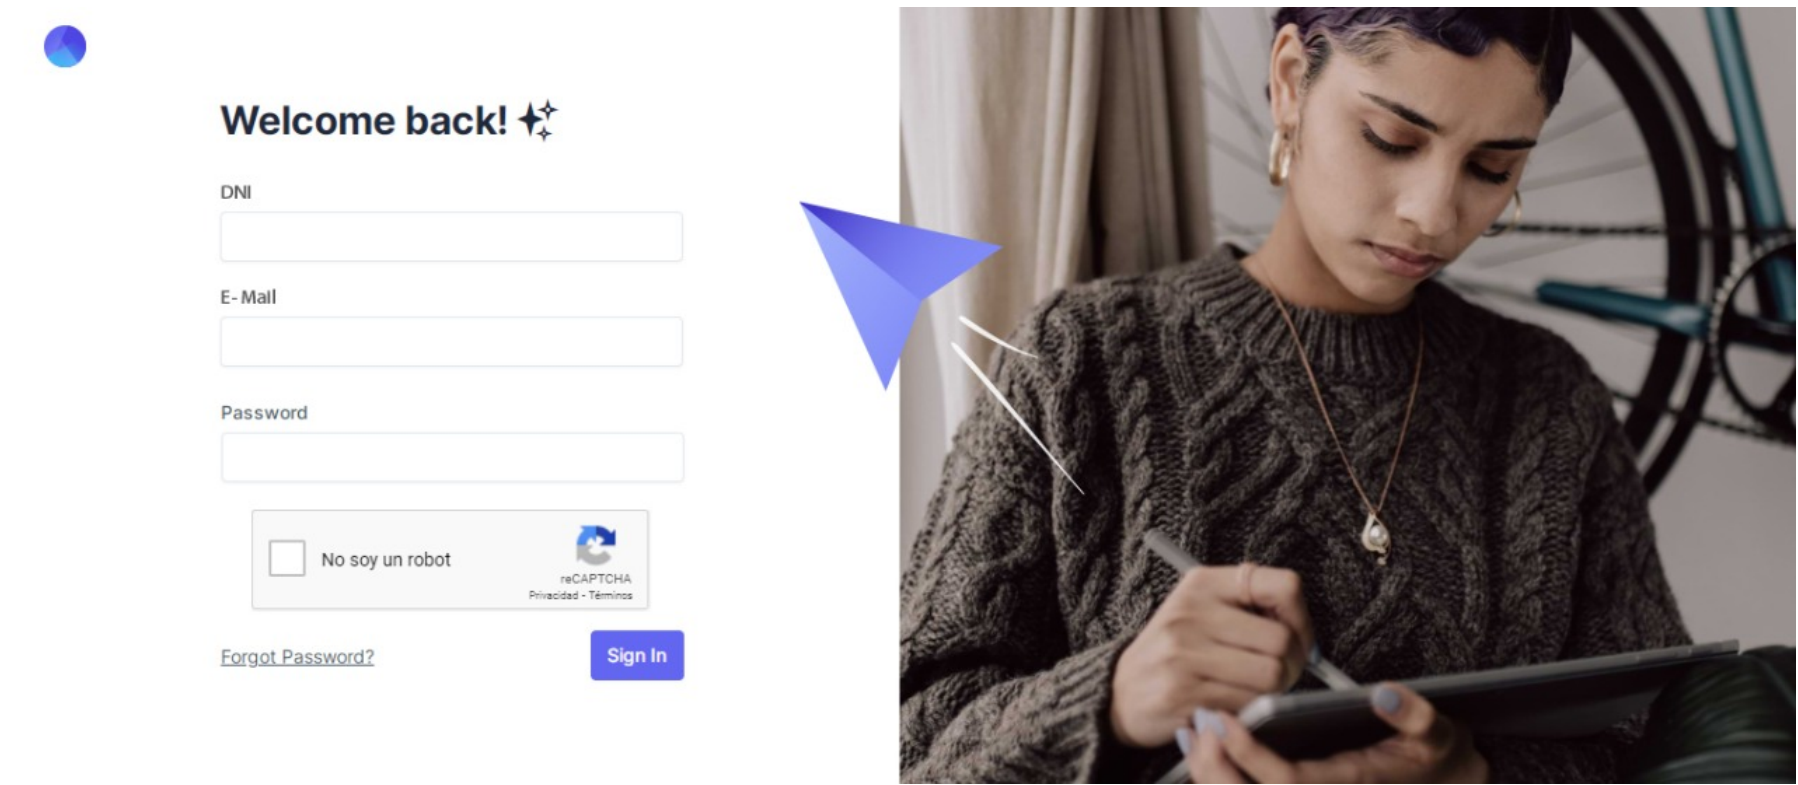 Welcome back!
DNI
E-Mail
Password
No soy un robot
reCAPTCHA
Privacidad - Términos
Forgot Password?
Sign In